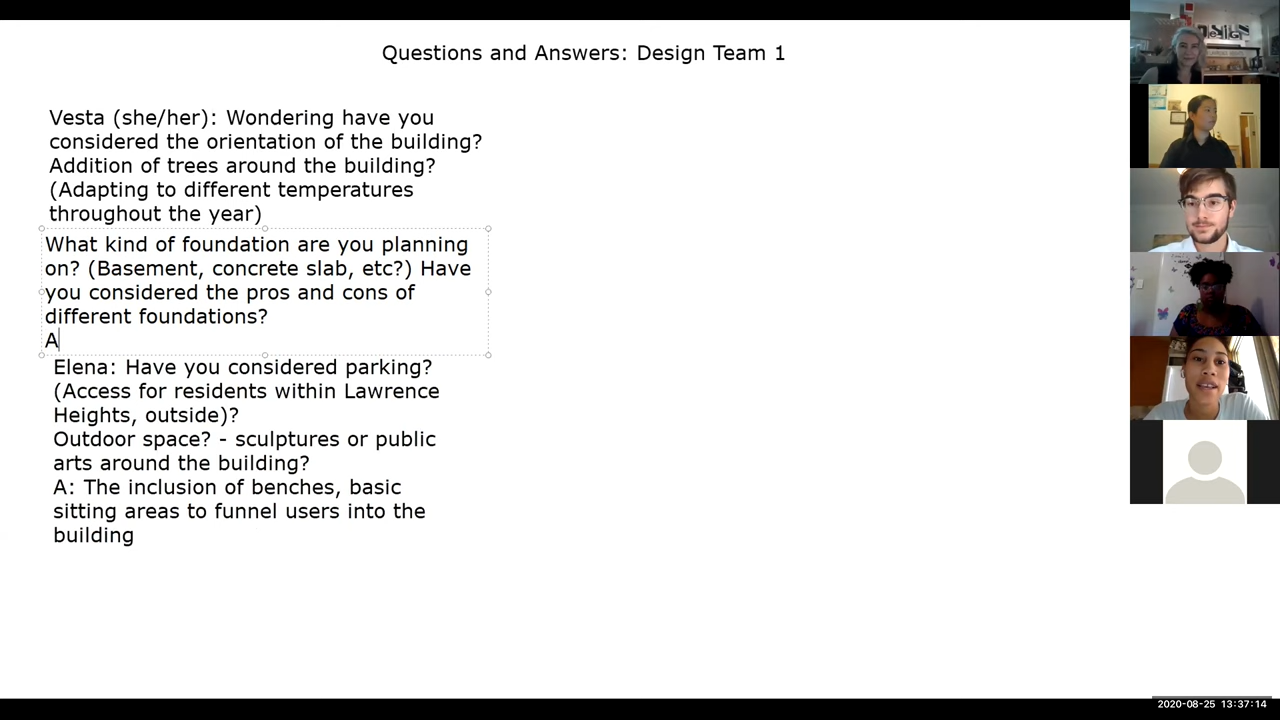 Questions and Answers: Design Team 1
Vesta (she/her): Wondering have you
considered the orientation of the building?
Addition of trees around the building?
(Adapting to different temperatures
throughout the year)
What kind of foundation are you planning
on? (Basement, concrete slab, etc?) Have
you considered the pros and cons of
different foundations?
A
Elena: Have you considered parking?
(Access for residents within Lawrence
Heights, outside)?
Outdoor space? - sculptures or public
arts around the building?
A: The inclusion of benches, basic
sitting areas to funnel users into the
building
2020-08-25 13:37:14